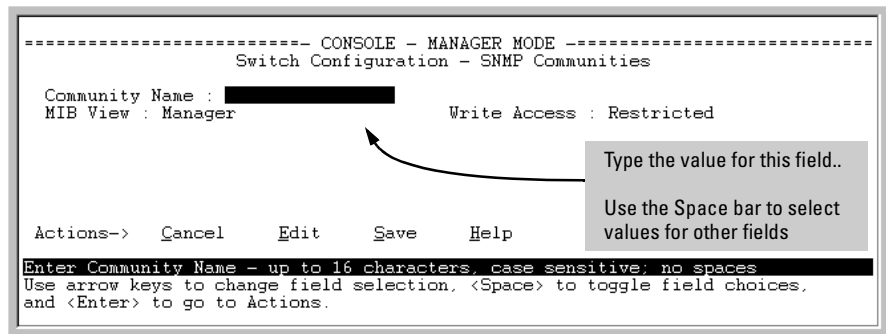 ==========================- CONSOLE - MANAGER MODE -============================
Switch Configuration - SNMP Communities
Community Name :
MIB View : Manager Write Access : Restricted
Type the value for this field..
Use the Space bar to select
values for other fields
Actions-> Cancel Edit Save Help
Enter Community Name - up to 16 characters, case sensitive; no spaces
Use arrow keys to change field selection, <Space> to toggle field choices,
and <Enter> to go to Actions.